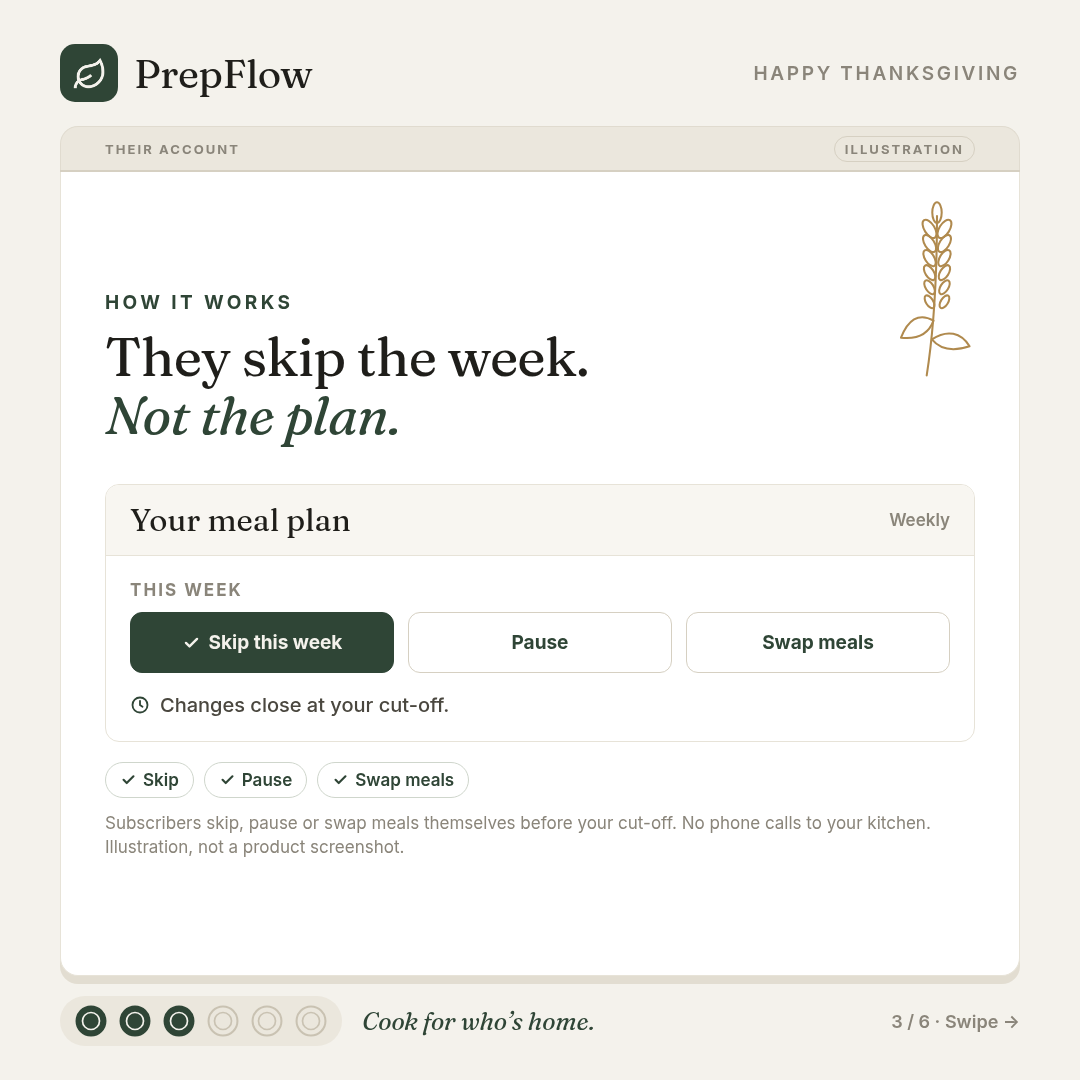 PrepFlow
HAPPY THANKSGIVING
THEIR ACCOUNT
ILLUSTRATION
HOW IT WORKS
They skip the week.
Not the plan.
Your meal plan
Weekly
THIS WEEK
Skip this week
Pause
Swap meals
Changes close at your cut-off.
Skip
Pause
Swap meals
Subscribers skip, pause or swap meals themselves before your cut-off. No phone calls to your kitchen.
Illustration, not a product screenshot.
Cook for who’s home.
3 / 6 · Swipe →